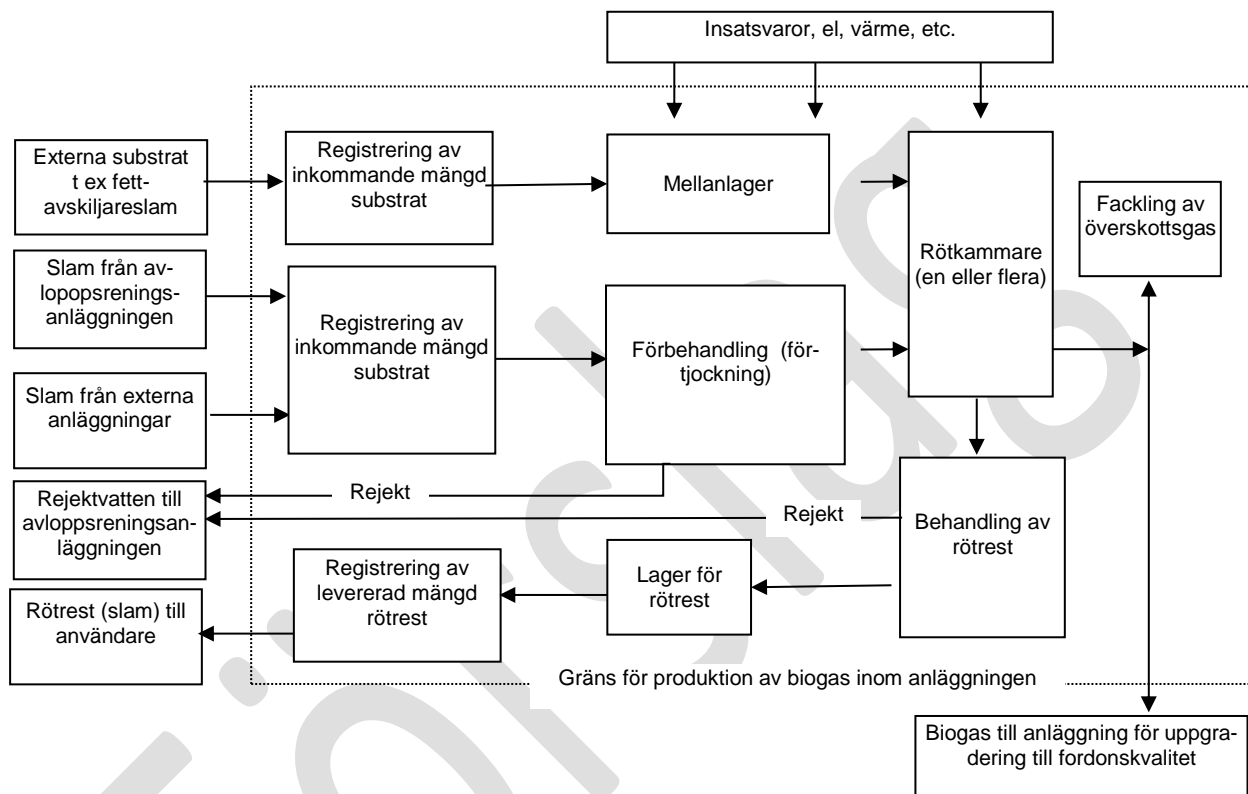 Insatsvaror, el, värme, etc.
Externa substrat
t ex fett-
avskiljareslam
Registrering av
inkommande mängd
substrat
Mellanlager
Rötkammare
(en eller flera)
Fackling av
överskottsgas
Slam från av-
lopopsrenings-
anläggningen
Registrering av
inkommande mängd
substrat
Förbehandling (för-
tjockning)
Slam från externa
anläggningar
Rejektvatten till
avloppsreningsan-
läggningen
Rejekt
Rejekt
Behandling av
rötrest
Registrering av
levererad mängd
rötrest
Lager för
rötrest
Rötrest (slam) till
användare
Gräns för produktion av biogas inom anläggningen
Biogas till anläggning för uppgra-
dering till fordonskvalitet
Förslag